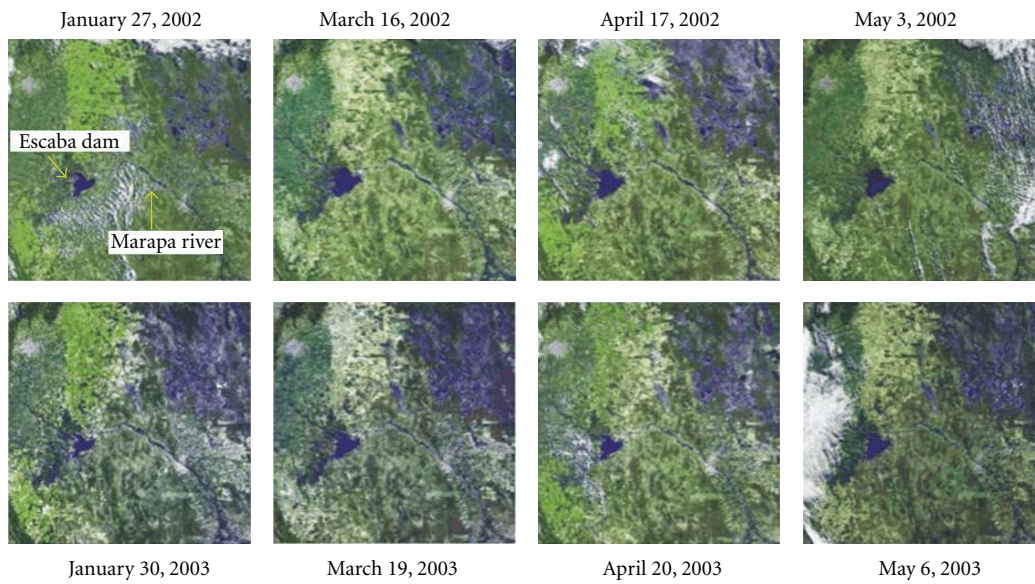 January 27, 2002
March 16, 2002
April 17, 2002
May 3, 2002
Escaba dam
Marapa river
January 30, 2003
March 19, 2003
April 20, 2003
May 6, 2003